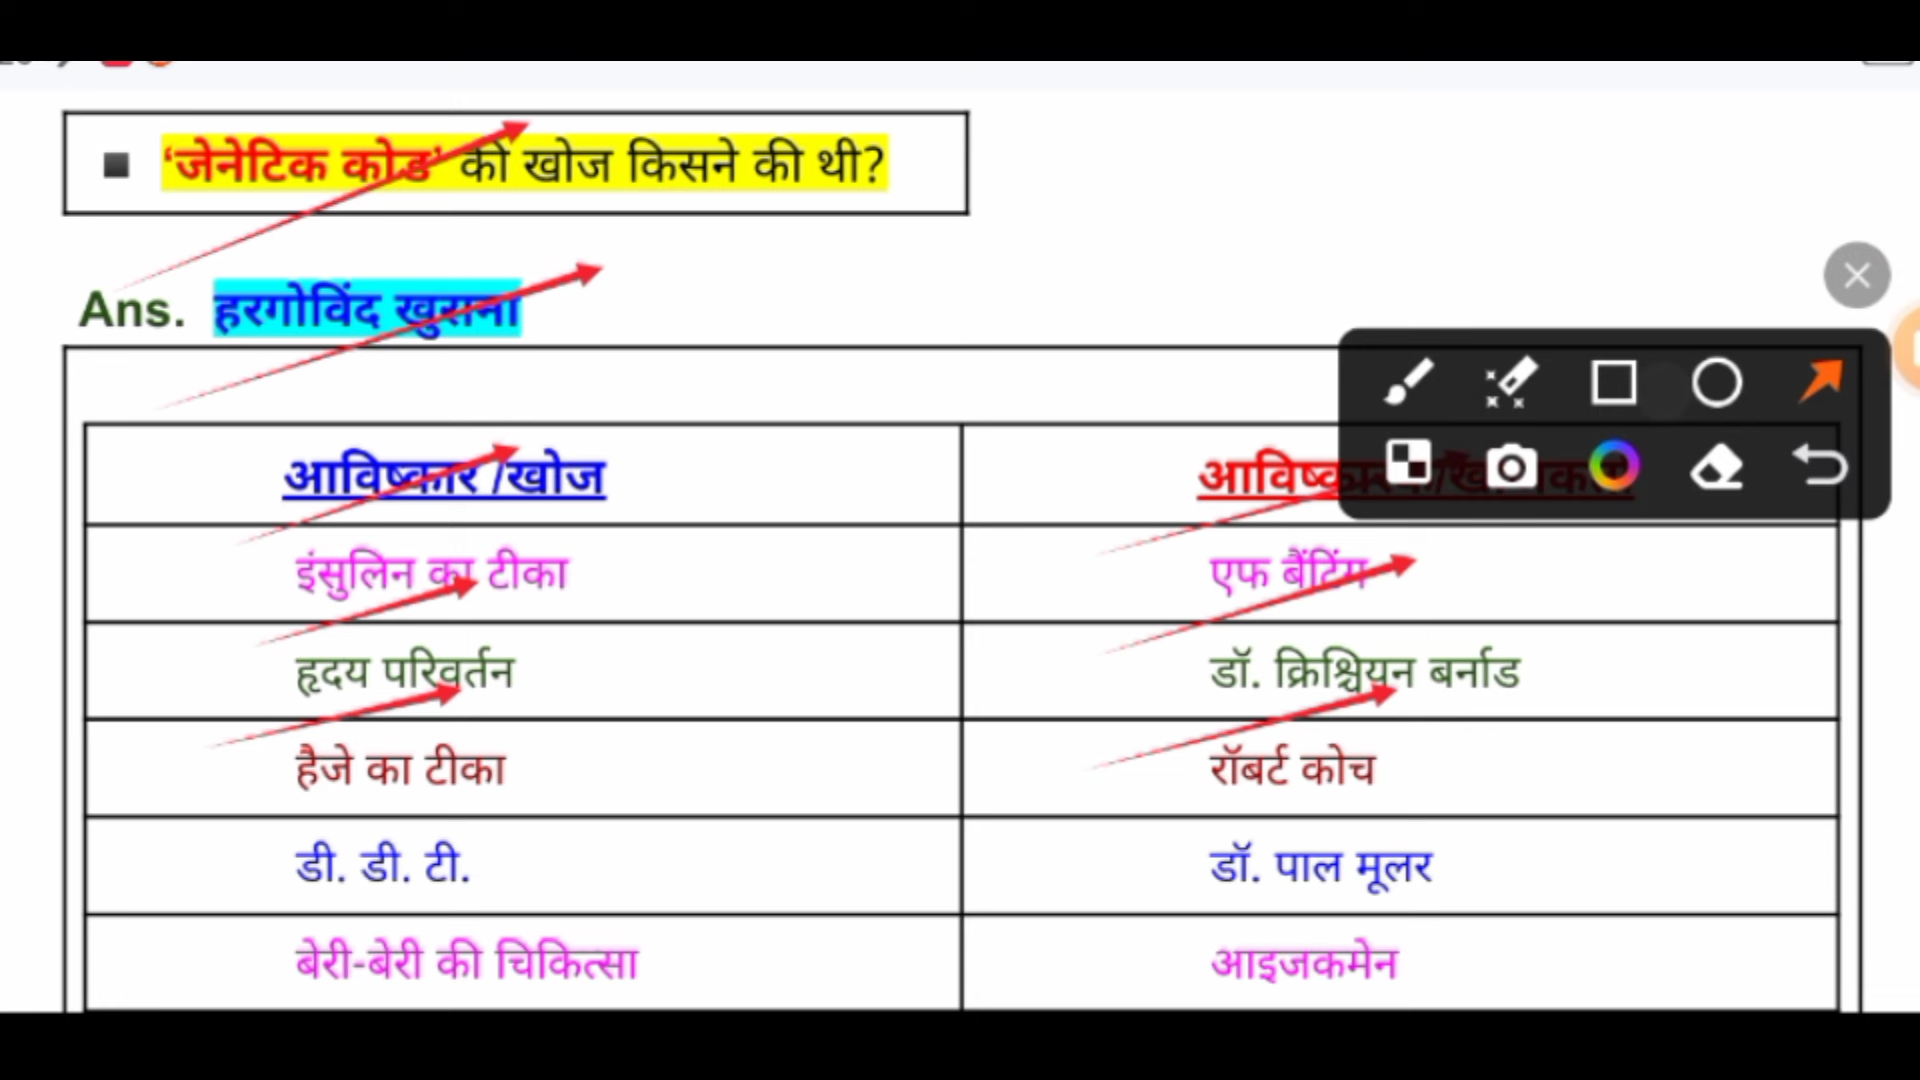 ‘जेनेटिक कोड’ की खोज किसने की थी?
Ans. हरगोविंद खुराना
आविष्कार /खोज
इंसुलिन का टीका एफ बैंटिंग
हृदय परिवर्तन डॉ. क्रिश्चियन बर्नाड
हैजे का टीका रॉबर्ट कोच
डी. डी. टी. डॉ. पाल मूलर
बेरी-बेरी की चिकित्सा आइजकमेन